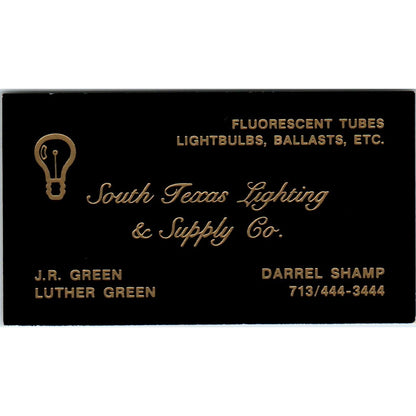 FLUORESCENT TUBES
LIGHTBULBS, BALLASTS, ETC.
South Texas Lighting
& Supply Co.
J.R. GREEN
LUTHER GREEN
DARREL SHAMP
713/444-3444